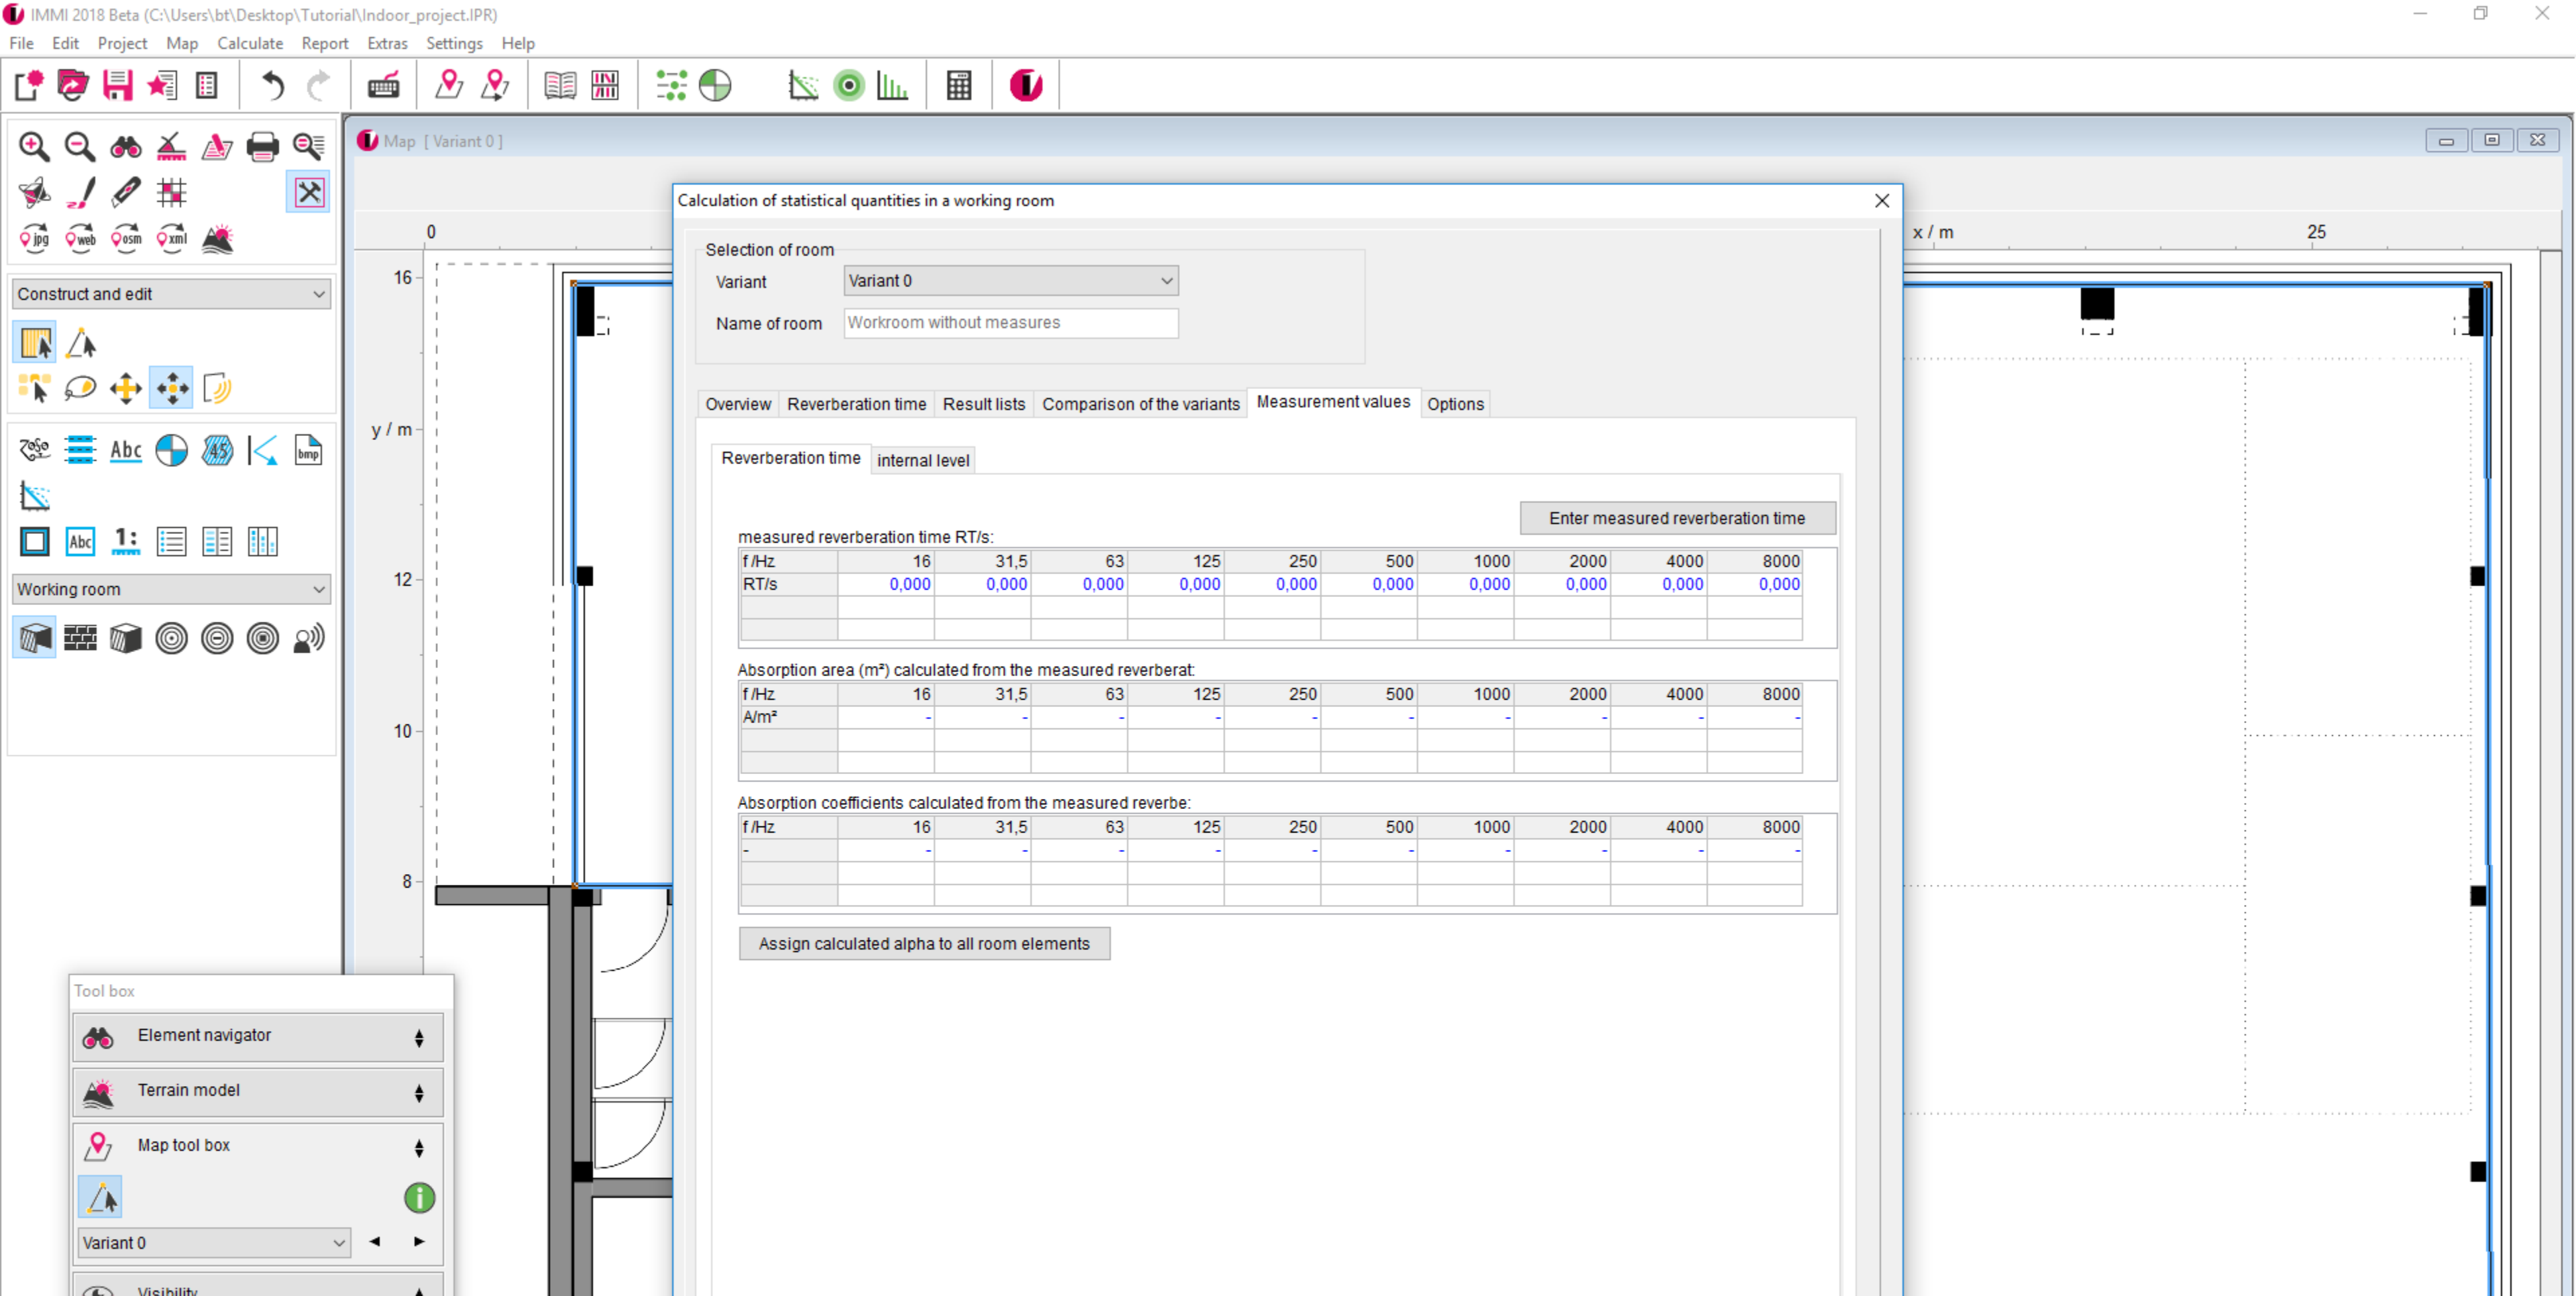 IMMI 2018 Beta (C:\Users\bt\Desktop\Tutorial\Indoor_project.IPR)
File Edit Project Map Calculate Report Extras Settings Help
Map [ Variant 0 ]
jpg web osm xml
Construct and edit
Abc 45 bmp
Abc 1:
Working room
0 x / m 25
16
y / m
12
10
8
Calculation of statistical quantities in a working room
Selection of room
Variant Variant 0
Name of room Workroom without measures
Overview Reverberation time Result lists Comparison of the variants Measurement values Options
Reverberation time internal level
Enter measured reverberation time
measured reverberation time RT/s:
f /Hz 16 31,5 63 125 250 500 1000 2000 4000 8000
RT/s 0,000 0,000 0,000 0,000 0,000 0,000 0,000 0,000 0,000 0,000
Absorption area (m²) calculated from the measured reverberat:
f /Hz 16 31,5 63 125 250 500 1000 2000 4000 8000
A/m² - - - - - - - - - -
Absorption coefficients calculated from the measured reverbe:
f /Hz 16 31,5 63 125 250 500 1000 2000 4000 8000
- - - - - - - - - - -
Assign calculated alpha to all room elements
Tool box
Element navigator
Terrain model
Map tool box
Variant 0
Visibility